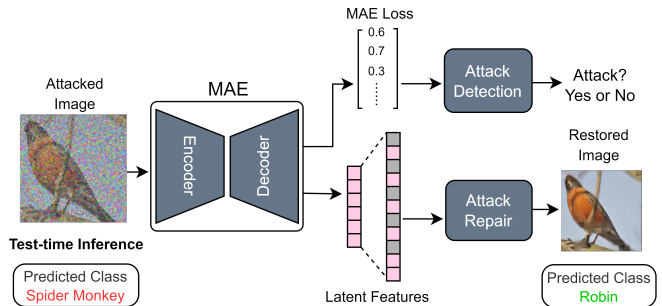 MAE Loss
0.6
0.7
0.3
Attack
Detection
Attack?
Yes or No
Attacked
Image
MAE
Encoder
Decoder
Restored
Image
Attack
Repair
Test-time Inference
Predicted Class
Spider Monkey
Latent Features
Predicted Class
Robin